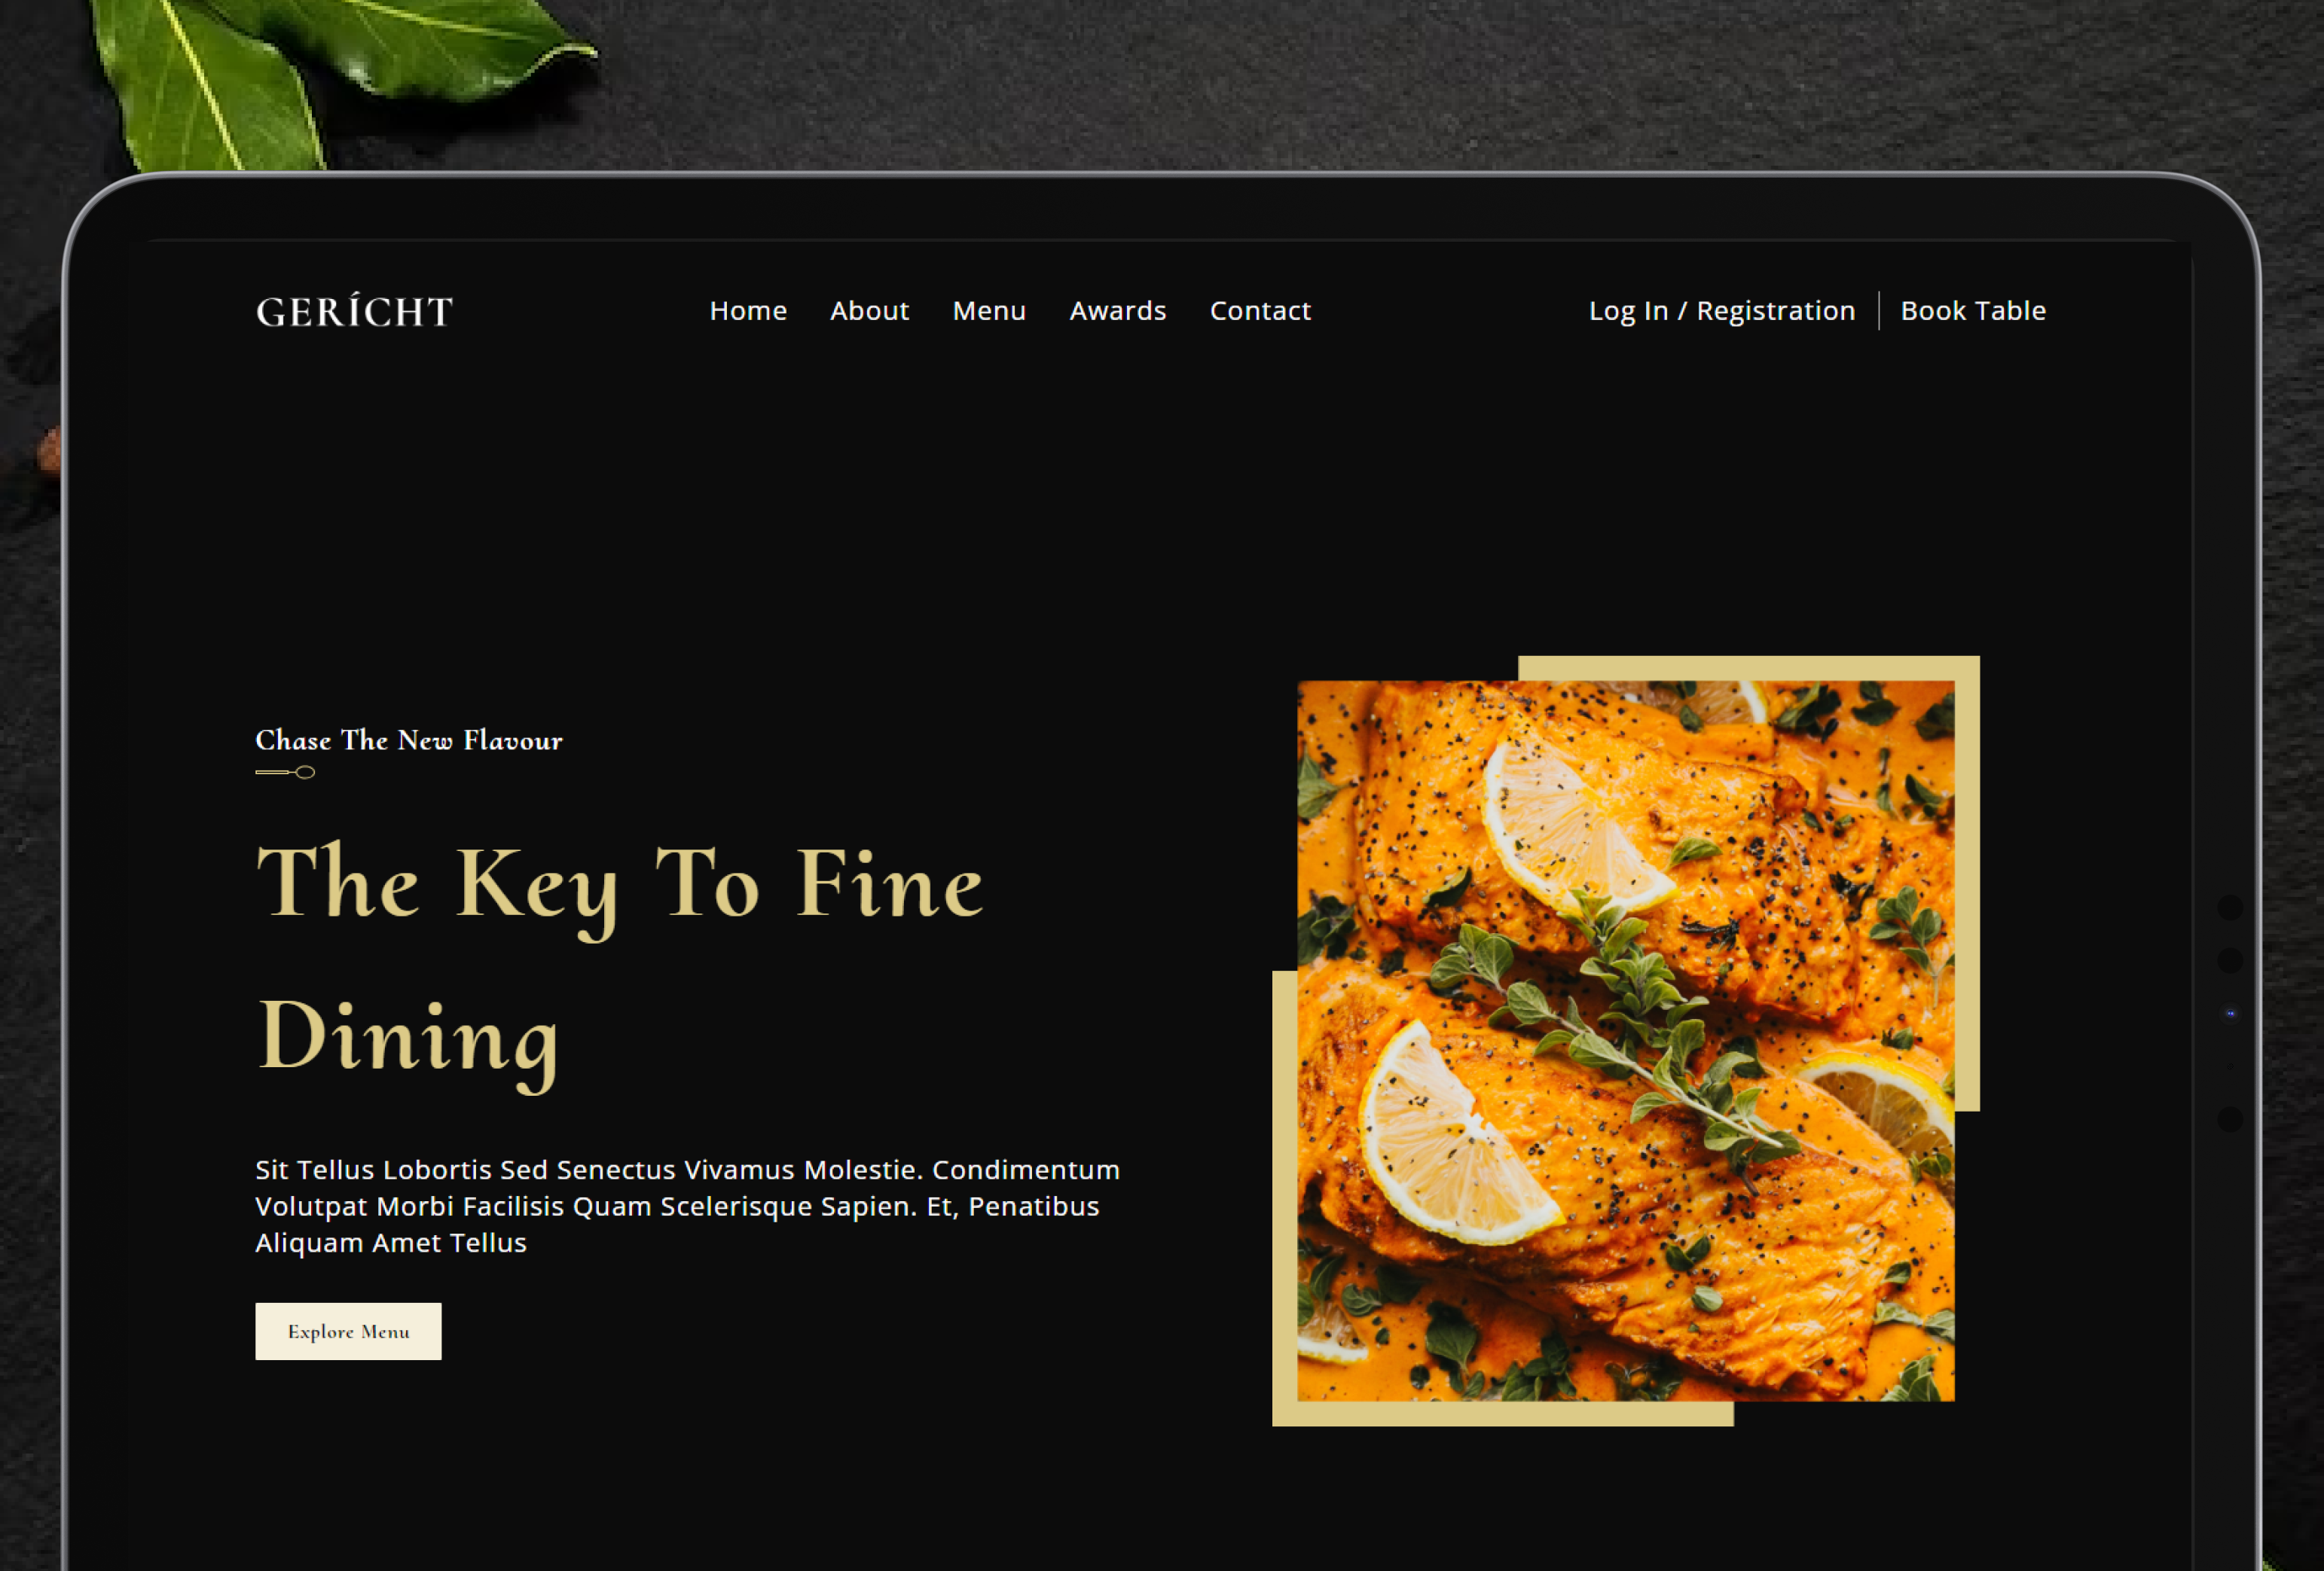 GERÍCHT
Home About Menu Awards Contact
Log In / Registration Book Table
Chase The New Flavour
The Key To Fine
Dining
Sit Tellus Lobortis Sed Senectus Vivamus Molestie. Condimentum
Volutpat Morbi Facilisis Quam Scelerisque Sapien. Et, Penatibus
Aliquam Amet Tellus
Explore Menu